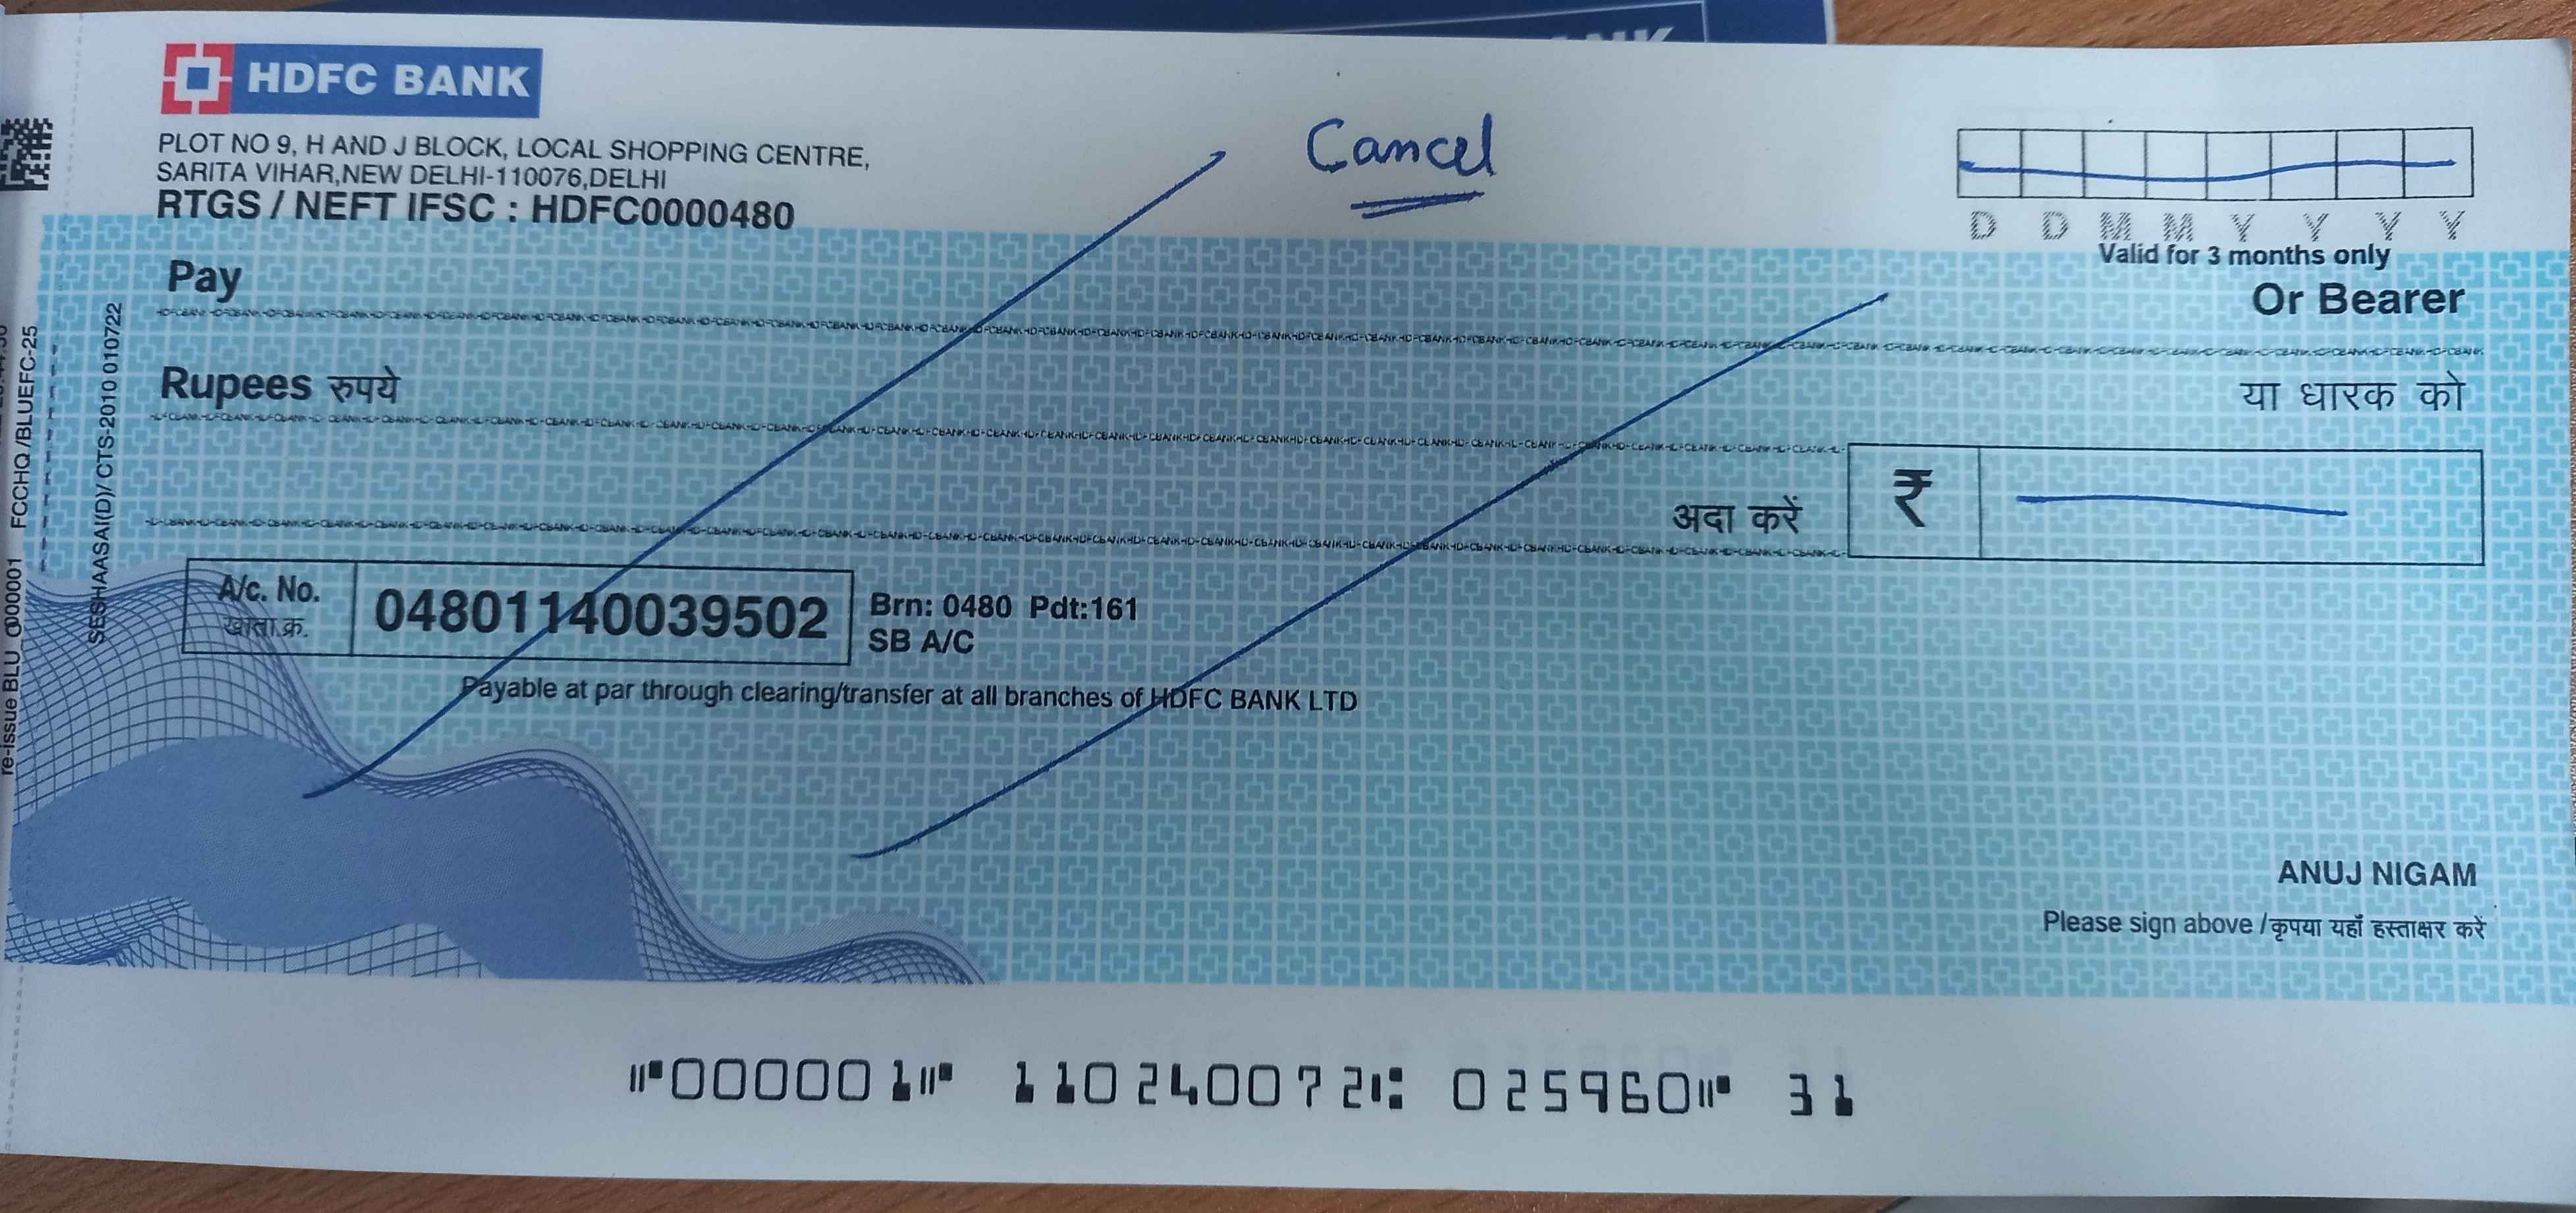 HDFC BANK
Cancel
PLOT NO 9, H AND J BLOCK, LOCAL SHOPPING CENTRE,
SARITA VIHAR,NEW DELHI-110076,DELHI
RTGS / NEFT IFSC : HDFC0000480
D D M M Y Y Y Y
Valid for 3 months only
Pay
Or Bearer
Rupees रुपये
या धारक को
अदा करें
₹
A/c. No.
खाता क्र.
04801140039502
Brn: 0480 Pdt:161
SB A/C
Payable at par through clearing/transfer at all branches of HDFC BANK LTD
ANUJ NIGAM
Please sign above /कृपया यहाँ हस्ताक्षर करें
⑈000001⑈ 110240072⑆ 025960⑈ 31
SESHAASAI(D)/ CTS-2010 010722
FCCHQ /BLUEFC-25
re-issue BLU 000001